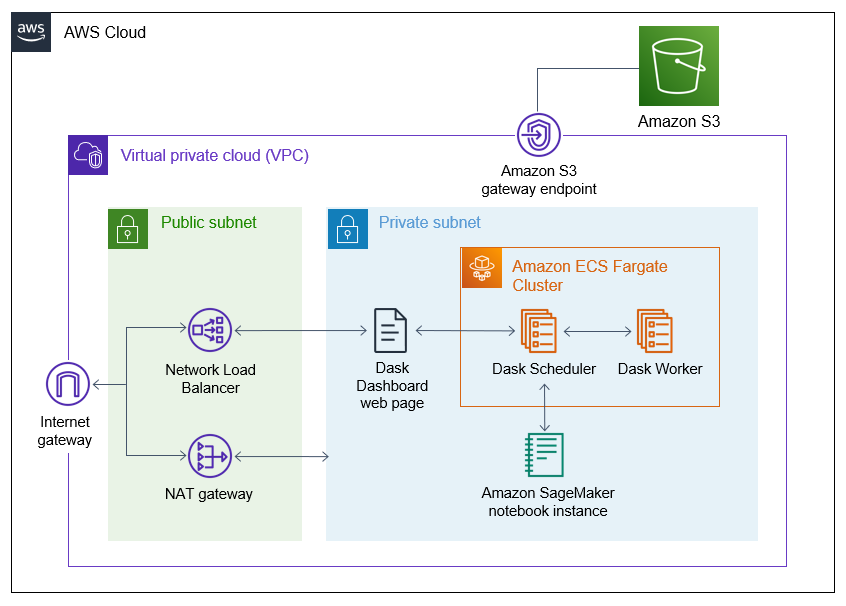 aws
AWS Cloud
Amazon S3
Virtual private cloud (VPC)
Amazon S3
gateway endpoint
Public subnet
Private subnet
Amazon ECS Fargate
Cluster
Network Load
Balancer
Dask
Dashboard
web page
Dask Scheduler
Dask Worker
Internet
gateway
NAT gateway
Amazon SageMaker
notebook instance